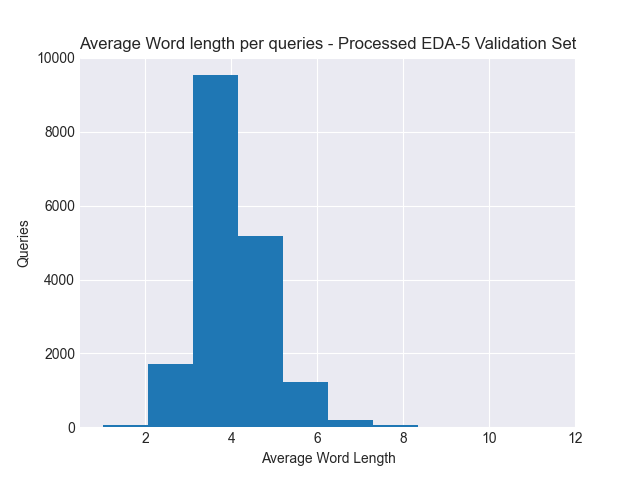 Average Word length per queries - Processed EDA-5 Validation Set
10000
8000
6000
4000
2000
0
Queries
2 4 6 8 10 12
Average Word Length